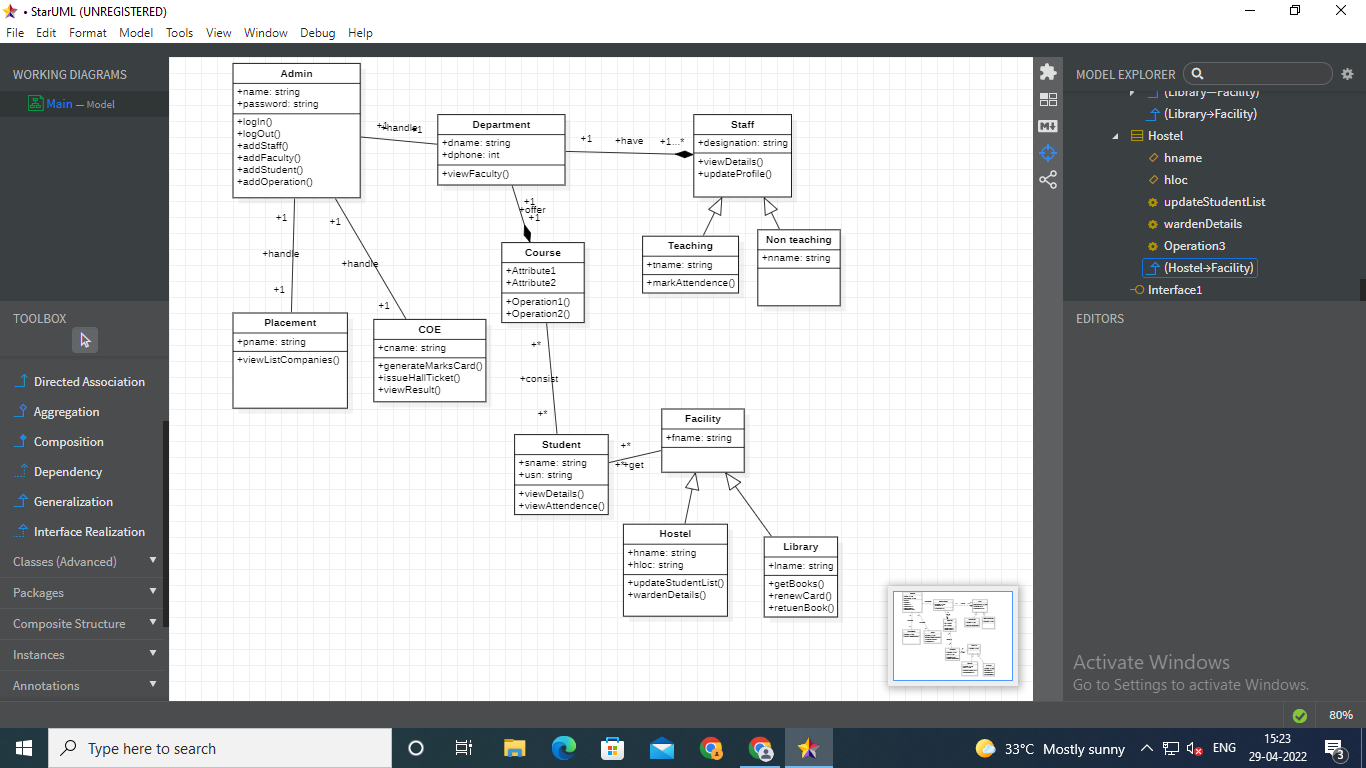 • StarUML (UNREGISTERED)
File Edit Format Model Tools View Window Debug Help
WORKING DIAGRAMS
Main — Model
TOOLBOX
Directed Association
Aggregation
Composition
Dependency
Generalization
Interface Realization
Classes (Advanced)
Packages
Composite Structure
Instances
Annotations
Admin
+name: string
+password: string
+logIn()
+logOut()
+addStaff()
+addFaculty()
+addStudent()
+addOperation()
+1
+handle
+1
Department
+dname: string
+dphone: int
+viewFaculty()
+1
+have
+1...*
Staff
+designation: string
+viewDetails()
+updateProfile()
+1
+offer
+1
Teaching
+tname: string
+markAttendence()
Non teaching
+nname: string
Course
+Attribute1
+Attribute2
+Operation1()
+Operation2()
+1
+handle
+1
+1
+handle
+1
Placement
+pname: string
+viewListCompanies()
COE
+cname: string
+generateMarksCard()
+issueHallTicket()
+viewResult()
+*
+consist
+*
Student
+sname: string
+usn: string
+viewDetails()
+viewAttendence()
+*
+*
+get
Facility
+fname: string
Hostel
+hname: string
+hloc: string
+updateStudentList()
+wardenDetails()
Library
+lname: string
+getBooks()
+renewCard()
+retuenBook()
MODEL EXPLORER
(Library—Facility)
(Library→Facility)
Hostel
hname
hloc
updateStudentList
wardenDetails
Operation3
(Hostel→Facility)
Interface1
EDITORS
Activate Windows
Go to Settings to activate Windows.
80%
Type here to search
33°C Mostly sunny
ENG
15:23
29-04-2022
3